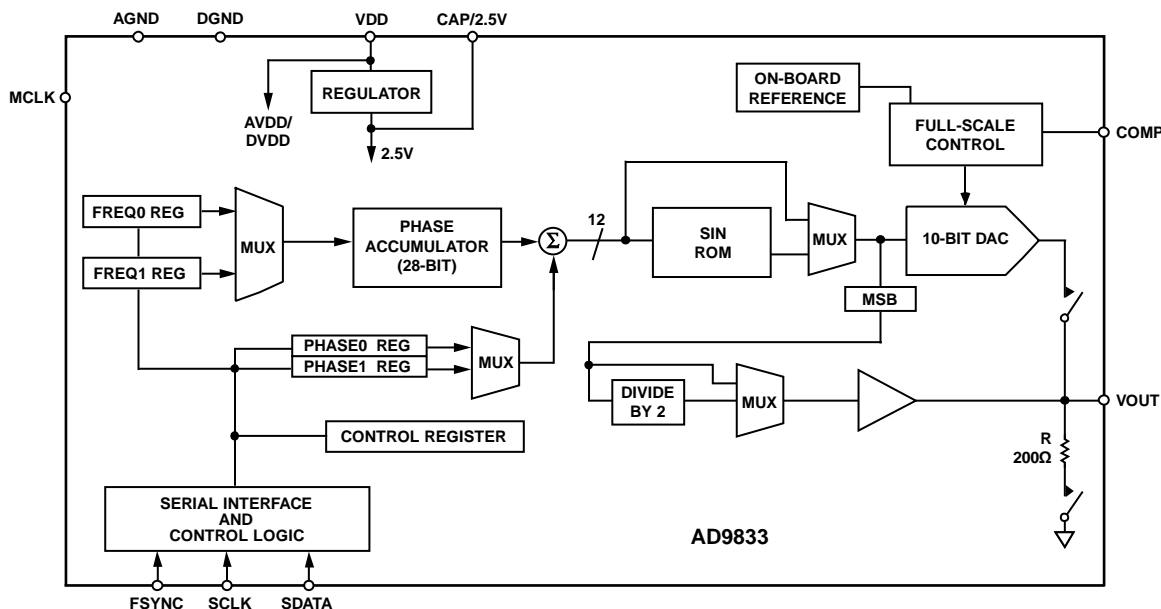 AGND
DGND
VDD
CAP/2.5V
MCLK
REGULATOR
AVDD/
DVDD
2.5V
ON-BOARD
REFERENCE
FULL-SCALE
CONTROL
COMP
FREQ0 REG
FREQ1 REG
MUX
PHASE
ACCUMULATOR
(28-BIT)
Σ
12
SIN
ROM
MUX
10-BIT DAC
MSB
PHASE0 REG
PHASE1 REG
MUX
DIVIDE
BY 2
MUX
VOUT
R
200Ω
CONTROL REGISTER
SERIAL INTERFACE
AND
CONTROL LOGIC
AD9833
FSYNC
SCLK
SDATA